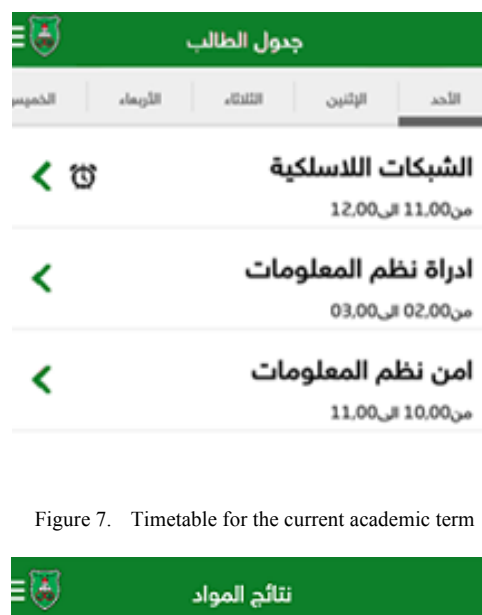 جدول الطالب
الأحد الإثنين الثلاثاء الأربعاء الخميس
الشبكات اللاسلكية
من11,00 الى12,00
ادراة نظم المعلومات
من02,00 الى03,00
امن نظم المعلومات
من10,00 الى11,00
Figure 7. Timetable for the current academic term
نتائج المواد